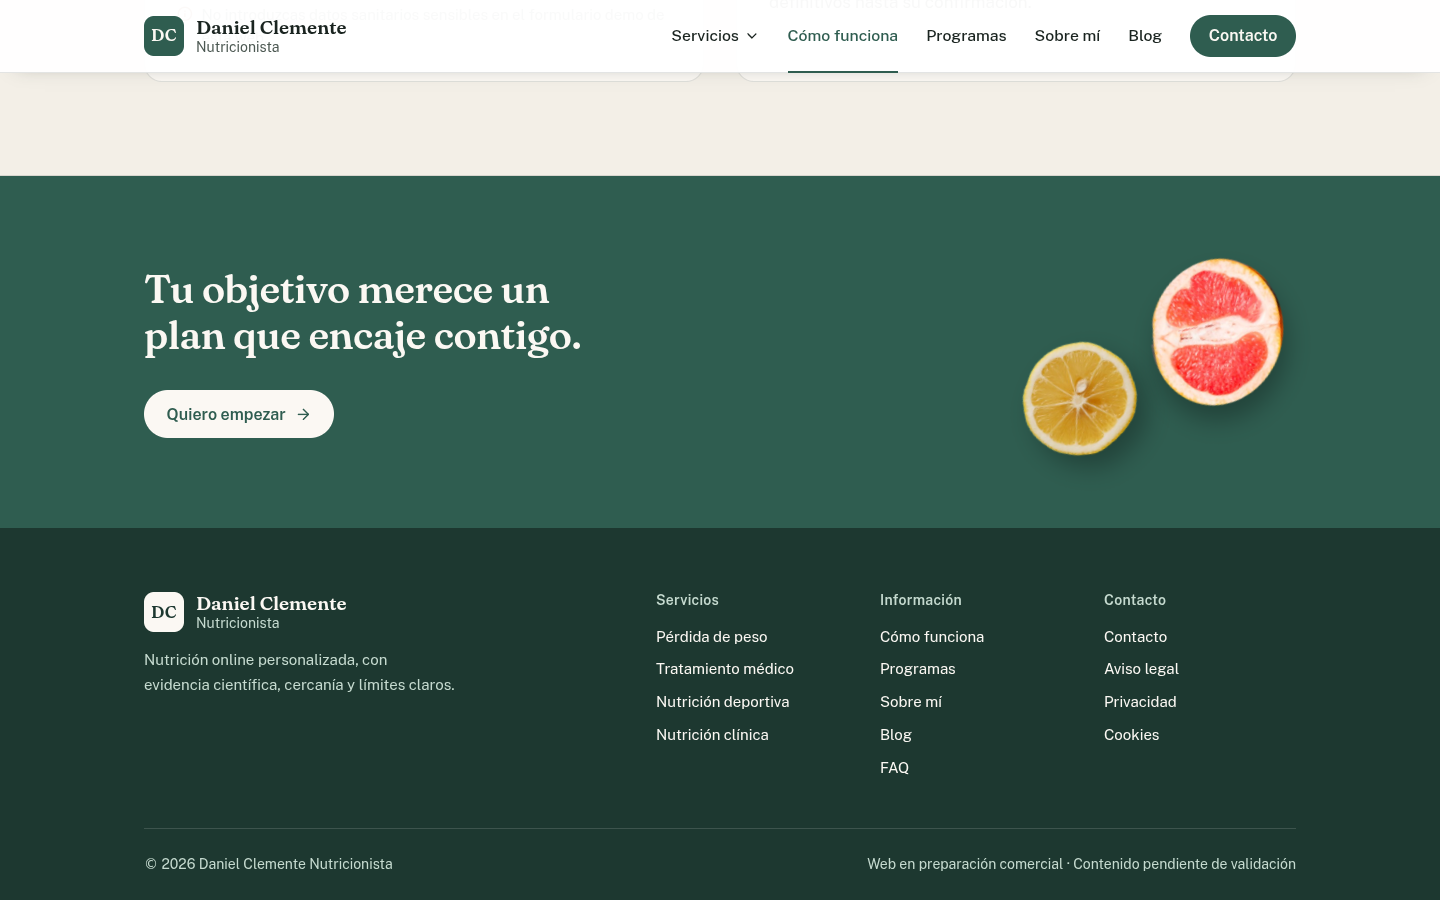 DC
Daniel Clemente
Nutricionista
Servicios
Cómo funciona
Programas
Sobre mí
Blog
Contacto
Tu objetivo merece un
plan que encaje contigo.
Quiero empezar
DC
Daniel Clemente
Nutricionista
Nutrición online personalizada, con
evidencia científica, cercanía y límites claros.
Servicios
Pérdida de peso
Tratamiento médico
Nutrición deportiva
Nutrición clínica
Información
Cómo funciona
Programas
Sobre mí
Blog
FAQ
Contacto
Contacto
Aviso legal
Privacidad
Cookies
© 2026 Daniel Clemente Nutricionista
Web en preparación comercial · Contenido pendiente de validación